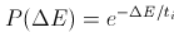 P(ΔE) = e^{-ΔE/t_i}